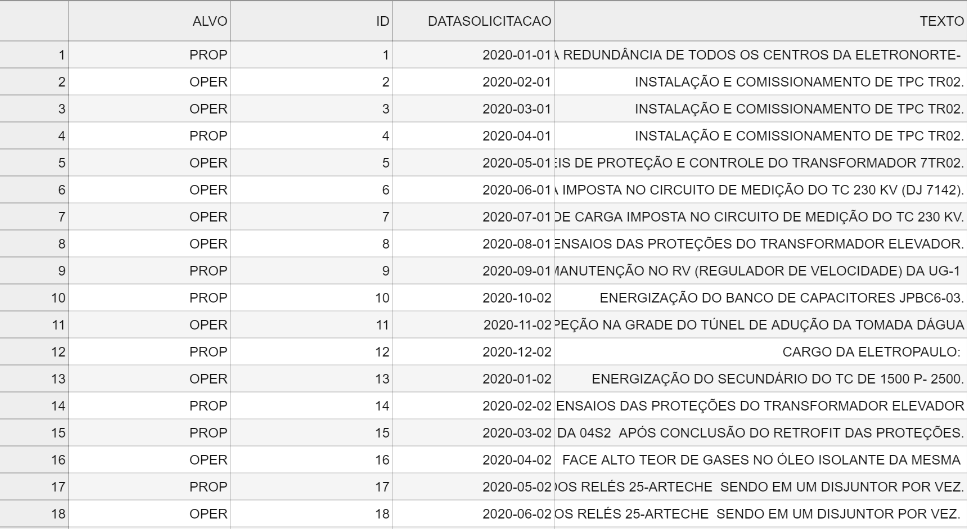 ALVO ID DATASOLICITACAO TEXTO
1 PROP 1 2020-01-01 REDUNDÂNCIA DE TODOS OS CENTROS DA ELETRONORTE-
2 OPER 2 2020-02-01 INSTALAÇÃO E COMISSIONAMENTO DE TPC TR02.
3 OPER 3 2020-03-01 INSTALAÇÃO E COMISSIONAMENTO DE TPC TR02.
4 PROP 4 2020-04-01 INSTALAÇÃO E COMISSIONAMENTO DE TPC TR02.
5 OPER 5 2020-05-01 DE PROTEÇÃO E CONTROLE DO TRANSFORMADOR 7TR02.
6 OPER 6 2020-06-01 IMPOSTA NO CIRCUITO DE MEDIÇÃO DO TC 230 KV (DJ 7142).
7 OPER 7 2020-07-01 DE CARGA IMPOSTA NO CIRCUITO DE MEDIÇÃO DO TC 230 KV.
8 OPER 8 2020-08-01 ENSAIOS DAS PROTEÇÕES DO TRANSFORMADOR ELEVADOR.
9 PROP 9 2020-09-01 MANUTENÇÃO NO RV (REGULADOR DE VELOCIDADE) DA UG-1
10 PROP 10 2020-10-02 ENERGIZAÇÃO DO BANCO DE CAPACITORES JPBC6-03.
11 OPER 11 2020-11-02 PEÇÃO NA GRADE DO TÚNEL DE ADUÇÃO DA TOMADA DÁGUA
12 PROP 12 2020-12-02 CARGO DA ELETROPAULO:
13 OPER 13 2020-01-02 ENERGIZAÇÃO DO SECUNDÁRIO DO TC DE 1500 P- 2500.
14 PROP 14 2020-02-02 ENSAIOS DAS PROTEÇÕES DO TRANSFORMADOR ELEVADOR
15 PROP 15 2020-03-02 DA 04S2 APÓS CONCLUSÃO DO RETROFIT DAS PROTEÇÕES.
16 OPER 16 2020-04-02 FACE ALTO TEOR DE GASES NO ÓLEO ISOLANTE DA MESMA
17 PROP 17 2020-05-02 DOS RELÉS 25-ARTECHE SENDO EM UM DISJUNTOR POR VEZ.
18 OPER 18 2020-06-02 OS RELÉS 25-ARTECHE SENDO EM UM DISJUNTOR POR VEZ.